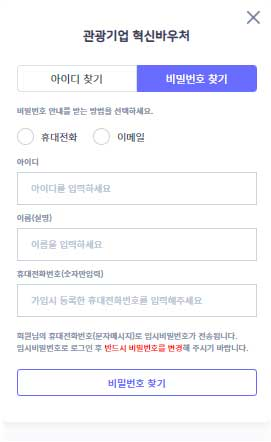 관광기업 혁신바우처
아이디 찾기
비밀번호 찾기
비밀번호 안내를 받는 방법을 선택하세요.
휴대전화
이메일
아이디
아이디를 입력하세요
이름(실명)
이름을 입력하세요
휴대전화번호(숫자만입력)
가입시 등록한 휴대전화번호를 입력해주세요
회원님의 휴대전화번호(문자메시지)로 임시비밀번호가 전송됩니다.
임시비밀번호로 로그인 후 반드시 비밀번호를 변경해 주시기 바랍니다.
비밀번호 찾기